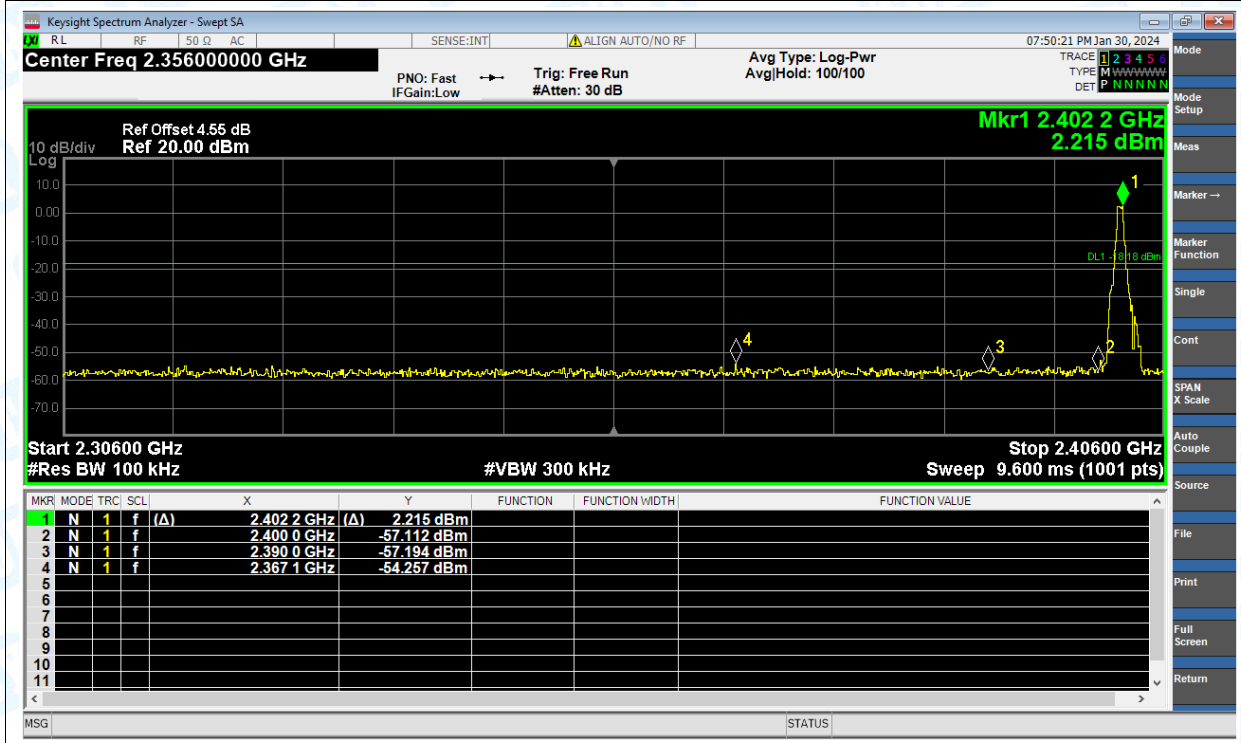 Keysight Spectrum Analyzer - Swept SA
LXI RL RF 50 Ω AC SENSE:INT ALIGN AUTO/NO RF 07:50:21 PM Jan 30, 2024
Center Freq 2.356000000 GHz
PNO: Fast
IFGain:Low
Trig: Free Run
#Atten: 30 dB
Avg Type: Log-Pwr
Avg|Hold: 100/100
TRACE 1 2 3 4 5 6
TYPE M W W W W W
DET P N N N N N
Ref Offset 4.55 dB
Ref 20.00 dBm
10 dB/div
Log
Mkr1 2.402 2 GHz
2.215 dBm
10.0
0.00
-10.0
-20.0
-30.0
-40.0
-50.0
-60.0
-70.0
1
DL1 -18.18 dBm
4
3
2
Start 2.30600 GHz
Stop 2.40600 GHz
#Res BW 100 kHz
#VBW 300 kHz
Sweep 9.600 ms (1001 pts)
MKR MODE TRC SCL X Y FUNCTION FUNCTION WIDTH FUNCTION VALUE
1 N 1 f (Δ) 2.402 2 GHz (Δ) 2.215 dBm
2 N 1 f 2.400 0 GHz -57.112 dBm
3 N 1 f 2.390 0 GHz -57.194 dBm
4 N 1 f 2.367 1 GHz -54.257 dBm
5
6
7
8
9
10
11
MSG
STATUS
Mode
Mode
Setup
Meas
Marker →
Marker
Function
Single
Cont
SPAN
X Scale
Auto
Couple
Source
File
Print
Full
Screen
Return